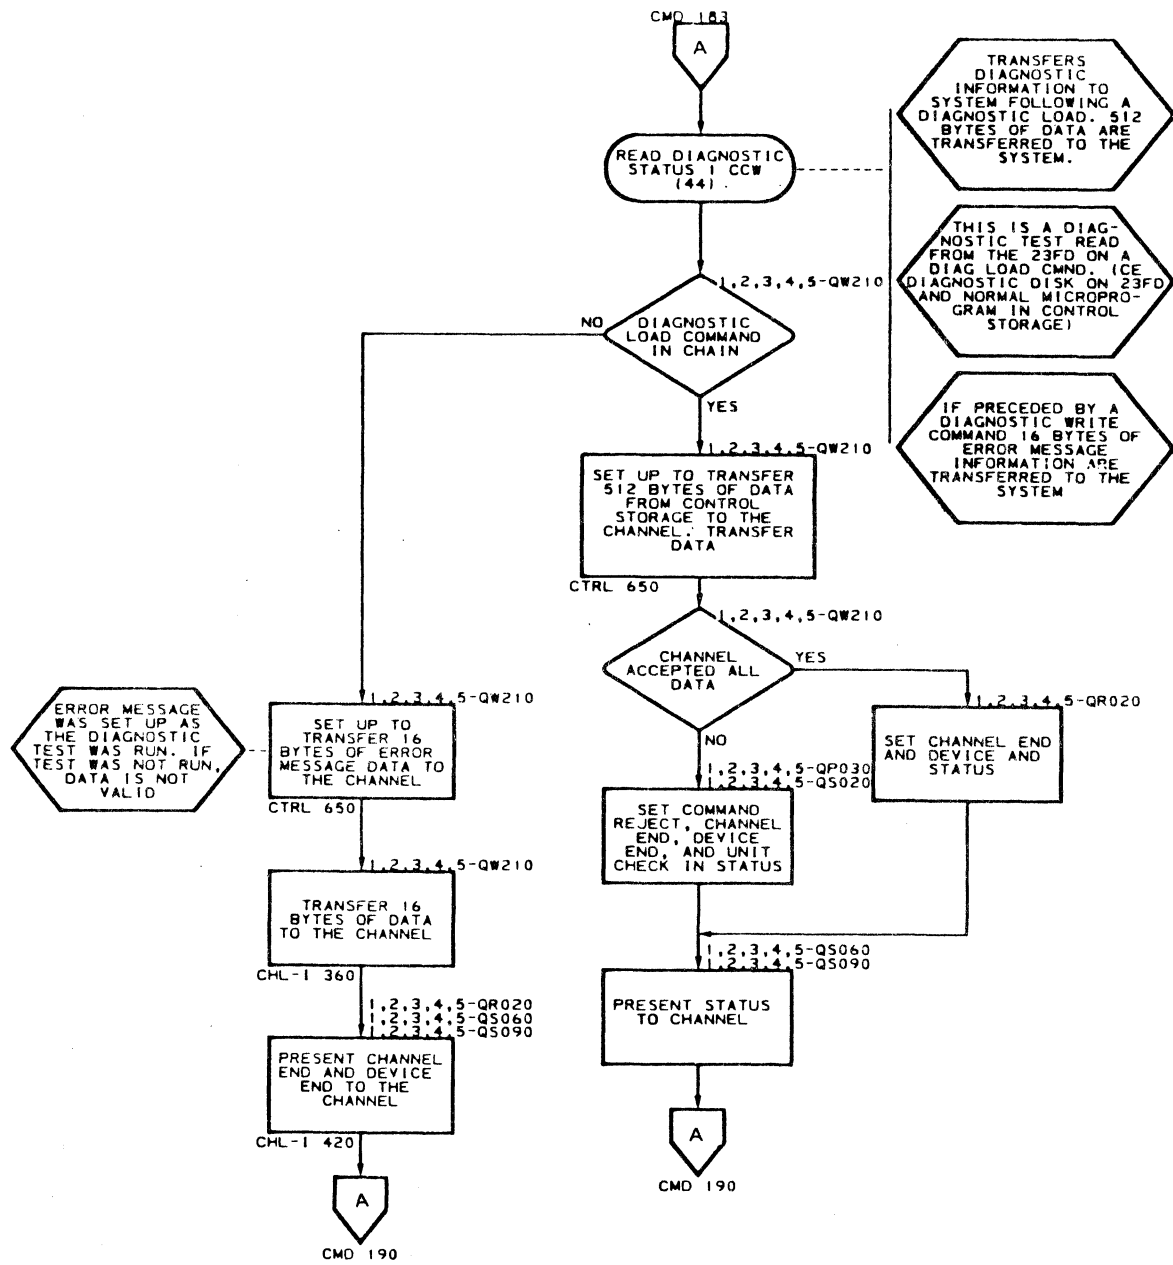 CMD 183
A
TRANSFERS
DIAGNOSTIC
INFORMATION TO
SYSTEM FOLLOWING A
DIAGNOSTIC LOAD. 512
BYTES OF DATA ARE
TRANSFERRED TO THE
SYSTEM.
READ DIAGNOSTIC
STATUS 1 CCW
(44).
THIS IS A DIAG-
NOSTIC TEST READ
FROM THE 23FD ON A
DIAG LOAD CMND. (CE
DIAGNOSTIC DISK ON 23FD
AND NORMAL MICROPRO-
GRAM IN CONTROL
STORAGE)
1,2,3,4,5-QW210
NO
DIAGNOSTIC
LOAD COMMAND
IN CHAIN
YES
IF PRECEDED BY A
DIAGNOSTIC WRITE
COMMAND 16 BYTES OF
ERROR MESSAGE
INFORMATION ARE
TRANSFERRED TO THE
SYSTEM
1,2,3,4,5-QW210
SET UP TO TRANSFER
512 BYTES OF DATA
FROM CONTROL
STORAGE TO THE
CHANNEL. TRANSFER
DATA
CTRL 650
1,2,3,4,5-QW210
CHANNEL
ACCEPTED ALL
DATA
YES
NO
1,2,3,4,5-QR020
SET CHANNEL END
AND DEVICE AND
STATUS
ERROR MESSAGE
WAS SET UP AS
THE DIAGNOSTIC
TEST WAS RUN. IF
TEST WAS NOT RUN,
DATA IS NOT
VALID
1,2,3,4,5-QW210
SET UP TO
TRANSFER 16
BYTES OF ERROR
MESSAGE DATA TO
THE CHANNEL
CTRL 650
1,2,3,4,5-QP030
1,2,3,4,5-QS020
SET COMMAND
REJECT, CHANNEL
END, DEVICE
END, AND UNIT
CHECK IN STATUS
1,2,3,4,5-QW210
TRANSFER 16
BYTES OF DATA
TO THE CHANNEL
CHL-I 360
1,2,3,4,5-QS060
1,2,3,4,5-QS090
PRESENT STATUS
TO CHANNEL
1,2,3,4,5-QR020
1,2,3,4,5-QS060
1,2,3,4,5-QS090
PRESENT CHANNEL
END AND DEVICE
END TO THE
CHANNEL
CHL-I 420
A
CMD 190
A
CMD 190